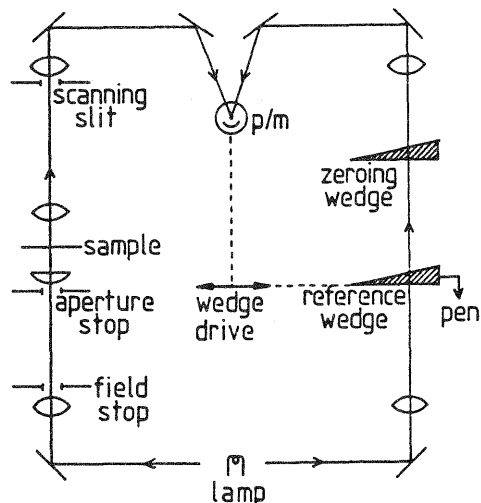 scanning
slit
p/m
zeroing
wedge
sample
aperture
stop
wedge
drive
reference
wedge
pen
field
stop
lamp